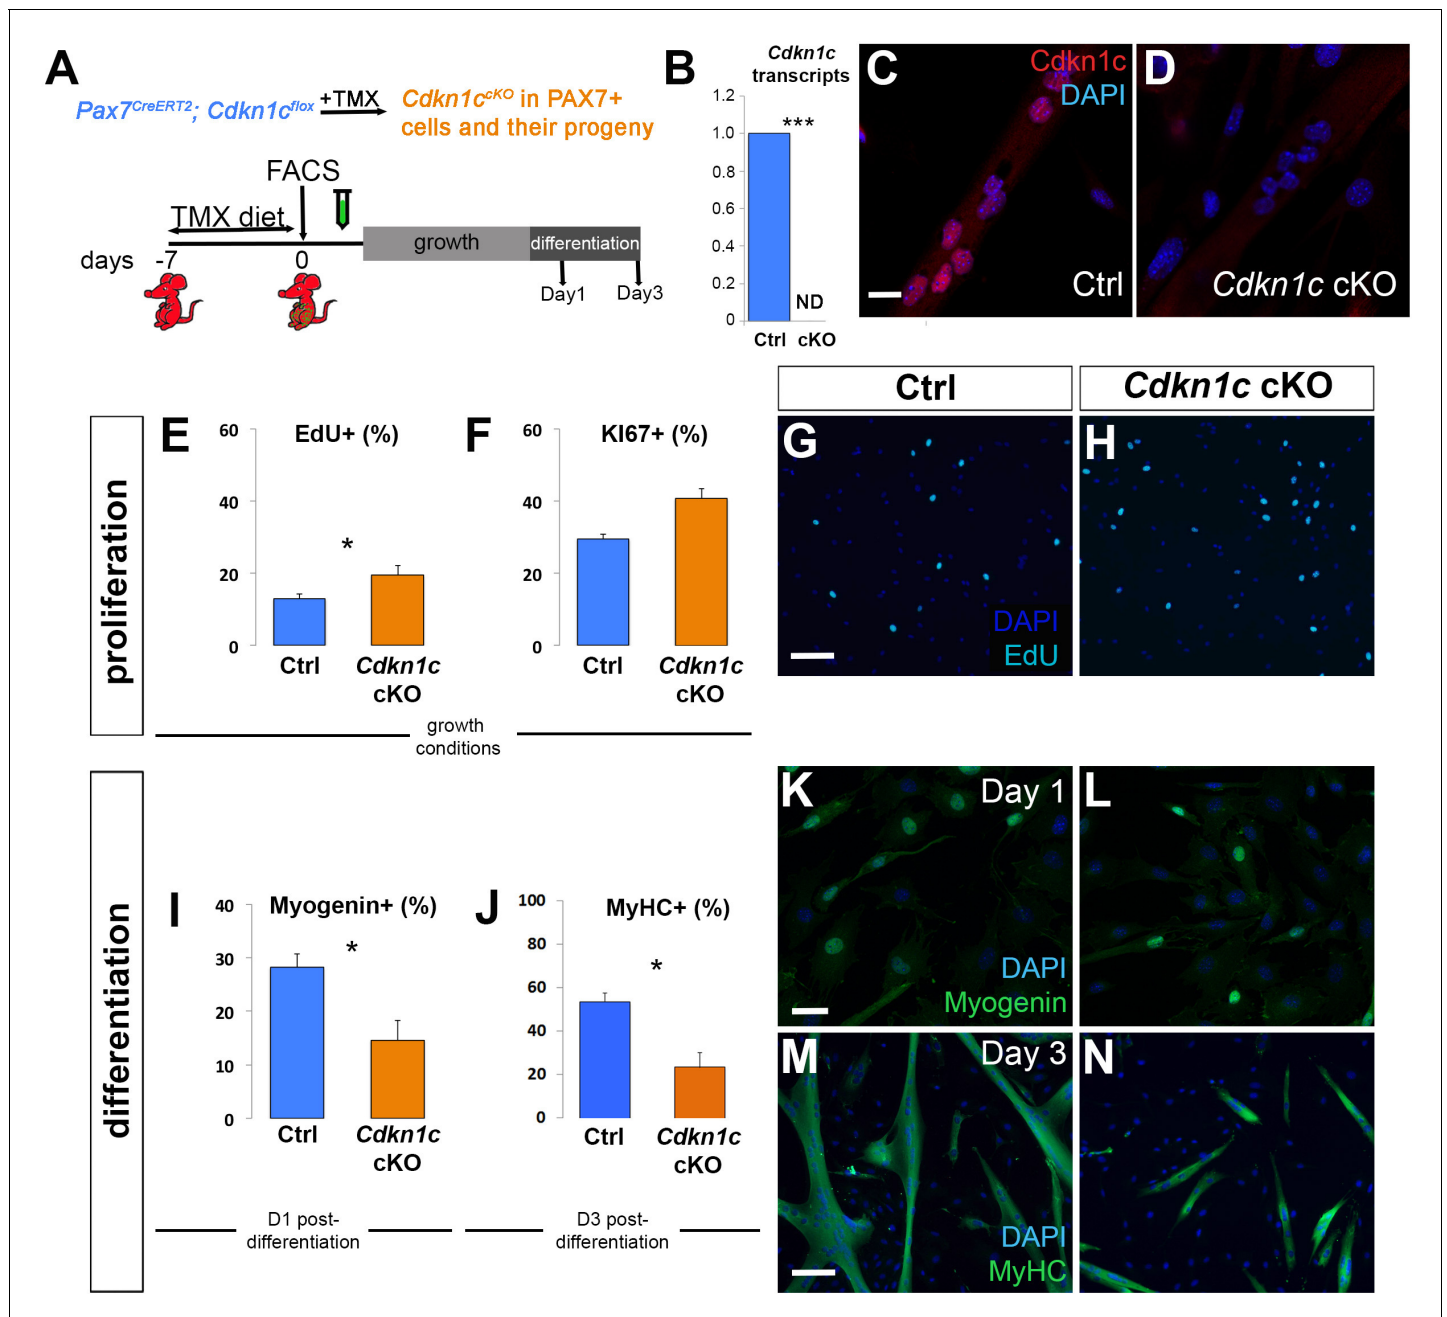 A
Pax7CreERT2; Cdkn1cflox
+TMX
Cdkn1ccKO in PAX7+
cells and their progeny
FACS
TMX diet
growth
differentiation
days
-7
0
Day1
Day3
B
Cdkn1c
transcripts
1.2
1.0
0.8
0.6
0.4
0.2
0
***
ND
Ctrl cKO
C
Cdkn1c
DAPI
Ctrl
D
Cdkn1c cKO
Ctrl
Cdkn1c cKO
proliferation
E
EdU+ (%)
60
40
20
0
*
Ctrl
Cdkn1c
cKO
F
KI67+ (%)
60
40
20
0
Ctrl
Cdkn1c
cKO
growth
conditions
G
DAPI
EdU
H
differentiation
I
Myogenin+ (%)
40
30
20
10
0
*
Ctrl
Cdkn1c
cKO
D1 post-
differentiation
J
MyHC+ (%)
100
80
60
40
20
0
*
Ctrl
Cdkn1c
cKO
D3 post-
differentiation
K
Day 1
DAPI
Myogenin
L
M
Day 3
DAPI
MyHC
N